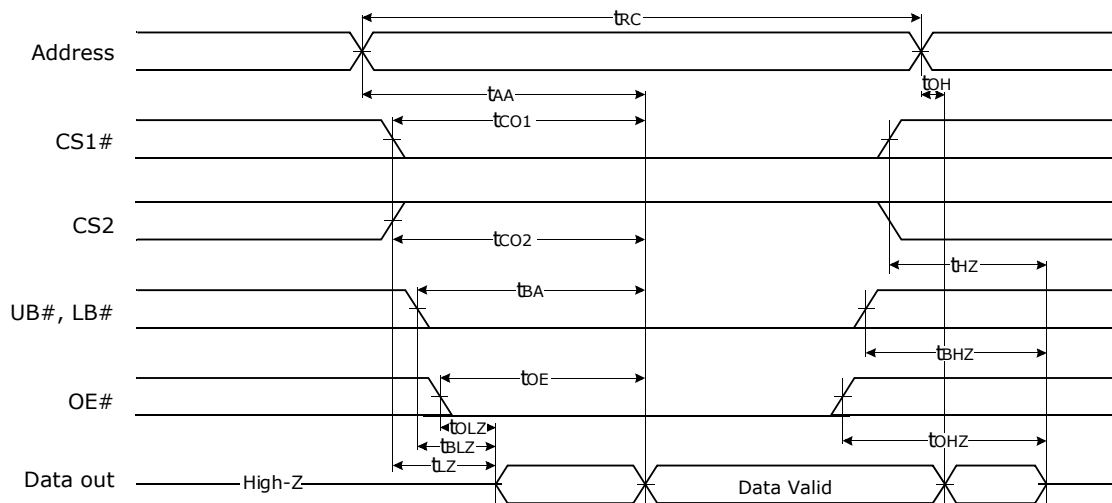 tRC
Address
tOH
tAA
tCO1
CS1#
CS2
tCO2
tHZ
tBA
UB#, LB#
tBHZ
tOE
OE#
tOLZ
tBLZ
tOHZ
tLZ
Data out
High-Z
Data Valid